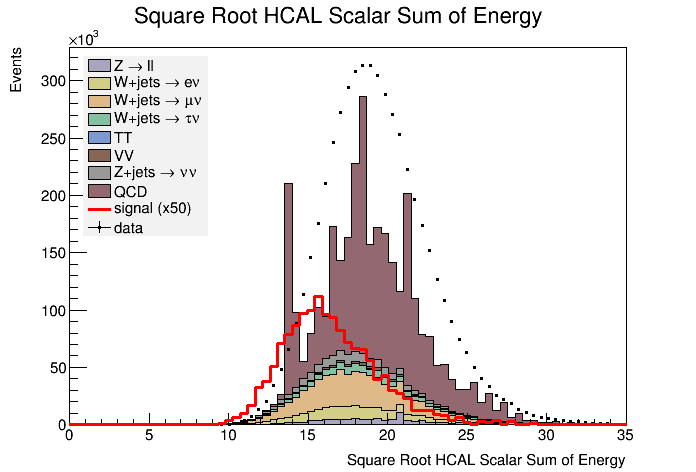 Square Root HCAL Scalar Sum of Energy
×10³
Events
300
250
200
150
100
50
0
Z → ll
W+jets → eν
W+jets → μν
W+jets → τν
TT
VV
Z+jets → νν
QCD
signal (x50)
data
0 5 10 15 20 25 30 35
Square Root HCAL Scalar Sum of Energy